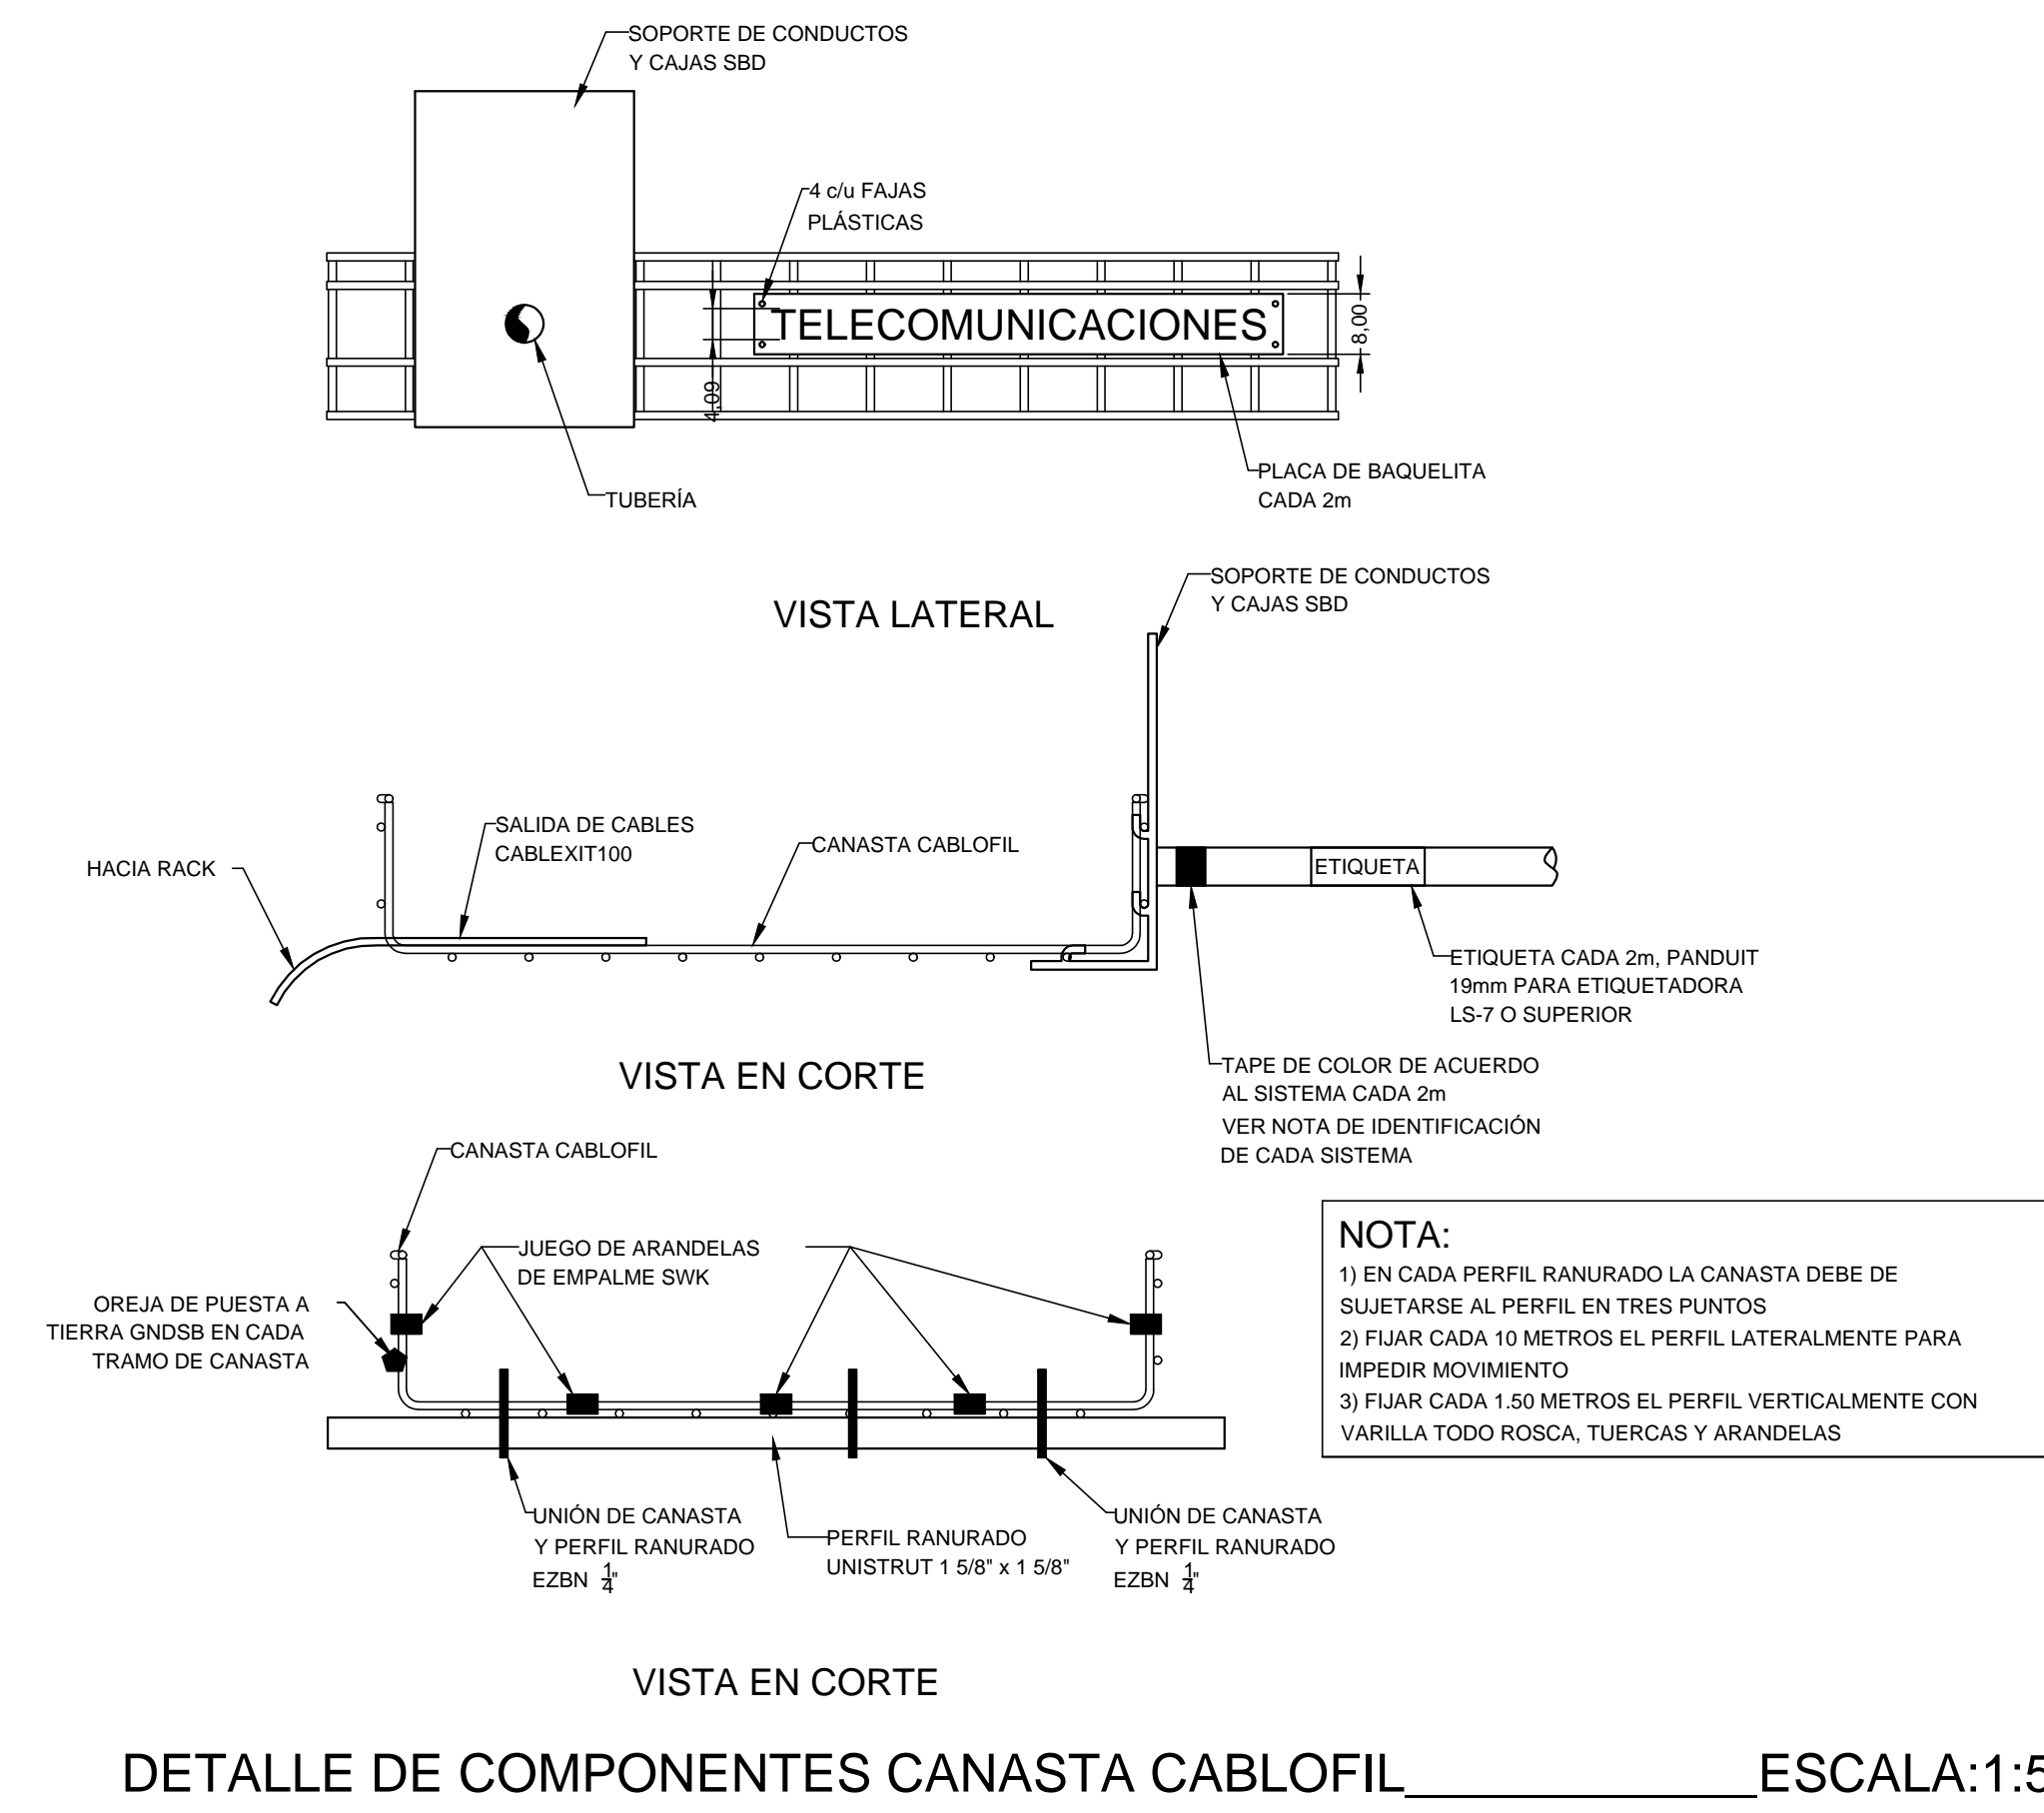 SOPORTE DE CONDUCTOS
Y CAJAS SBD
4 c/u FAJAS
PLÁSTICAS
TELECOMUNICACIONES
8,00
4,09
PLACA DE BAQUELITA
CADA 2m
TUBERÍA
VISTA LATERAL
SOPORTE DE CONDUCTOS
Y CAJAS SBD
SALIDA DE CABLES
CABLEXIT100
CANASTA CABLOFIL
HACIA RACK
ETIQUETA
ETIQUETA CADA 2m, PANDUIT
19mm PARA ETIQUETADORA
LS-7 O SUPERIOR
VISTA EN CORTE
TAPE DE COLOR DE ACUERDO
AL SISTEMA CADA 2m
VER NOTA DE IDENTIFICACIÓN
DE CADA SISTEMA
CANASTA CABLOFIL
JUEGO DE ARANDELAS
DE EMPALME SWK
OREJA DE PUESTA A
TIERRA GNDSB EN CADA
TRAMO DE CANASTA
NOTA:
1) EN CADA PERFIL RANURADO LA CANASTA DEBE DE
SUJETARSE AL PERFIL EN TRES PUNTOS
2) FIJAR CADA 10 METROS EL PERFIL LATERALMENTE PARA
IMPEDIR MOVIMIENTO
3) FIJAR CADA 1.50 METROS EL PERFIL VERTICALMENTE CON
VARILLA TODO ROSCA, TUERCAS Y ARANDELAS
UNIÓN DE CANASTA
Y PERFIL RANURADO
EZBN 1/4"
PERFIL RANURADO
UNISTRUT 1 5/8" x 1 5/8"
UNIÓN DE CANASTA
Y PERFIL RANURADO
EZBN 1/4"
VISTA EN CORTE
DETALLE DE COMPONENTES CANASTA CABLOFIL____________ESCALA:1:5